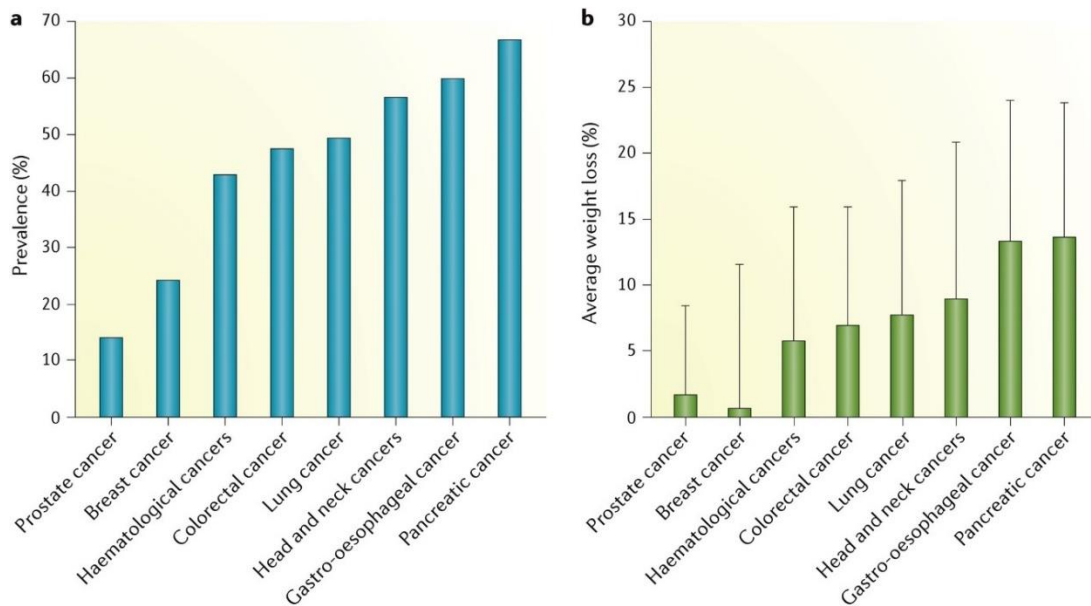 a
Prevalence (%)
70
60
50
40
30
20
10
0
Prostate cancer
Breast cancer
Haematological cancers
Colorectal cancer
Lung cancer
Head and neck cancers
Gastro-oesophageal cancer
Pancreatic cancer
b
Average weight loss (%)
30
25
20
15
10
5
0
Prostate cancer
Breast cancer
Haematological cancers
Colorectal cancer
Lung cancer
Head and neck cancers
Gastro-oesophageal cancer
Pancreatic cancer